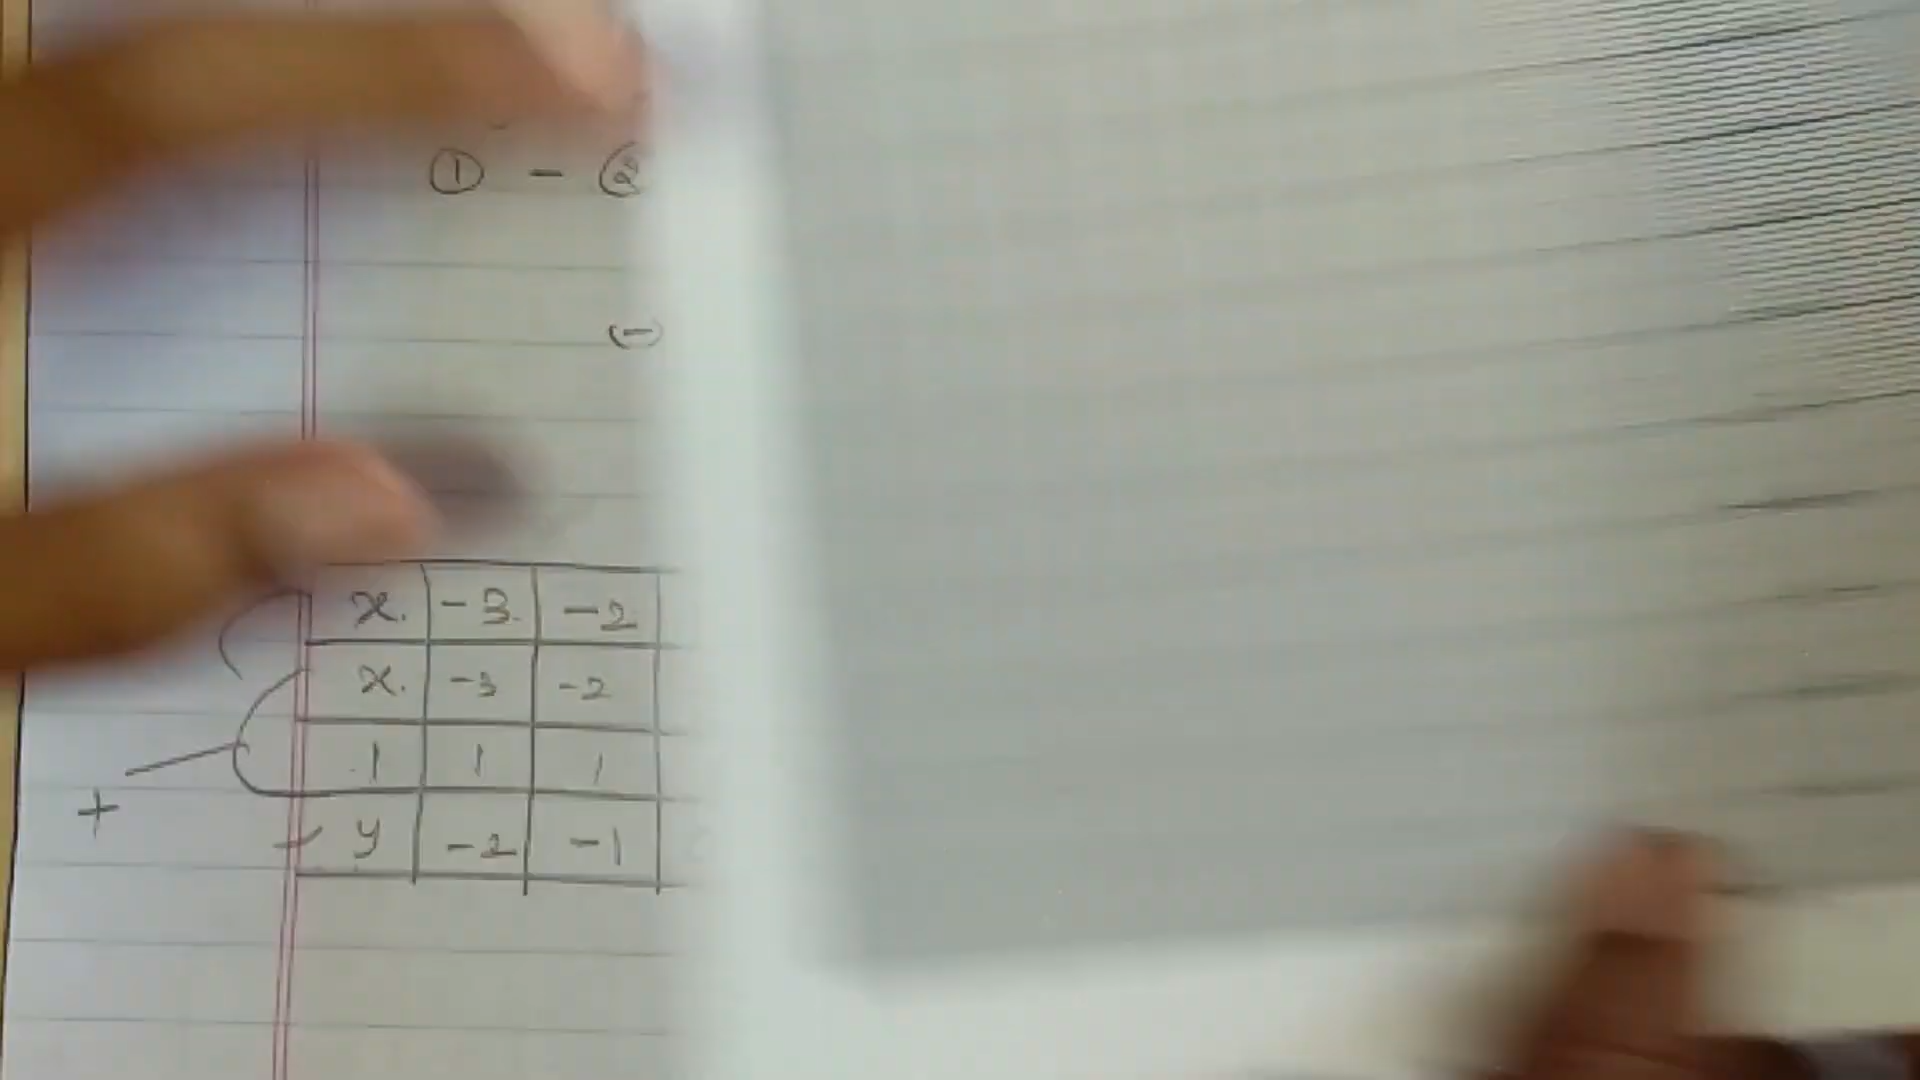 ① - ②
(-)
x. -3. -2
x. -3 -2
1 1 1
+
y -2 -1